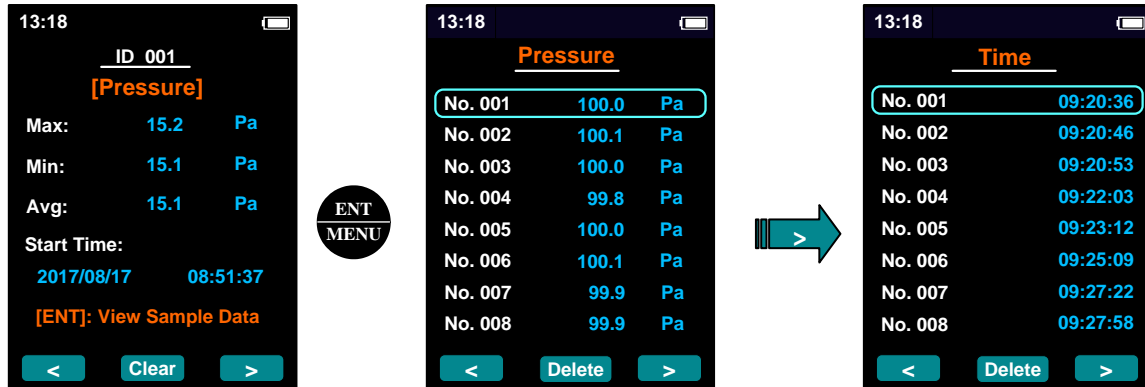 13:18
ID 001
[Pressure]
Max: 15.2 Pa
Min: 15.1 Pa
Avg: 15.1 Pa
Start Time:
2017/08/17 08:51:37
[ENT]: View Sample Data
< Clear >
ENT
MENU
13:18
Pressure
No. 001 100.0 Pa
No. 002 100.1 Pa
No. 003 100.0 Pa
No. 004 99.8 Pa
No. 005 100.0 Pa
No. 006 100.1 Pa
No. 007 99.9 Pa
No. 008 99.9 Pa
< Delete >
>
13:18
Time
No. 001 09:20:36
No. 002 09:20:46
No. 003 09:20:53
No. 004 09:22:03
No. 005 09:23:12
No. 006 09:25:09
No. 007 09:27:22
No. 008 09:27:58
< Delete >